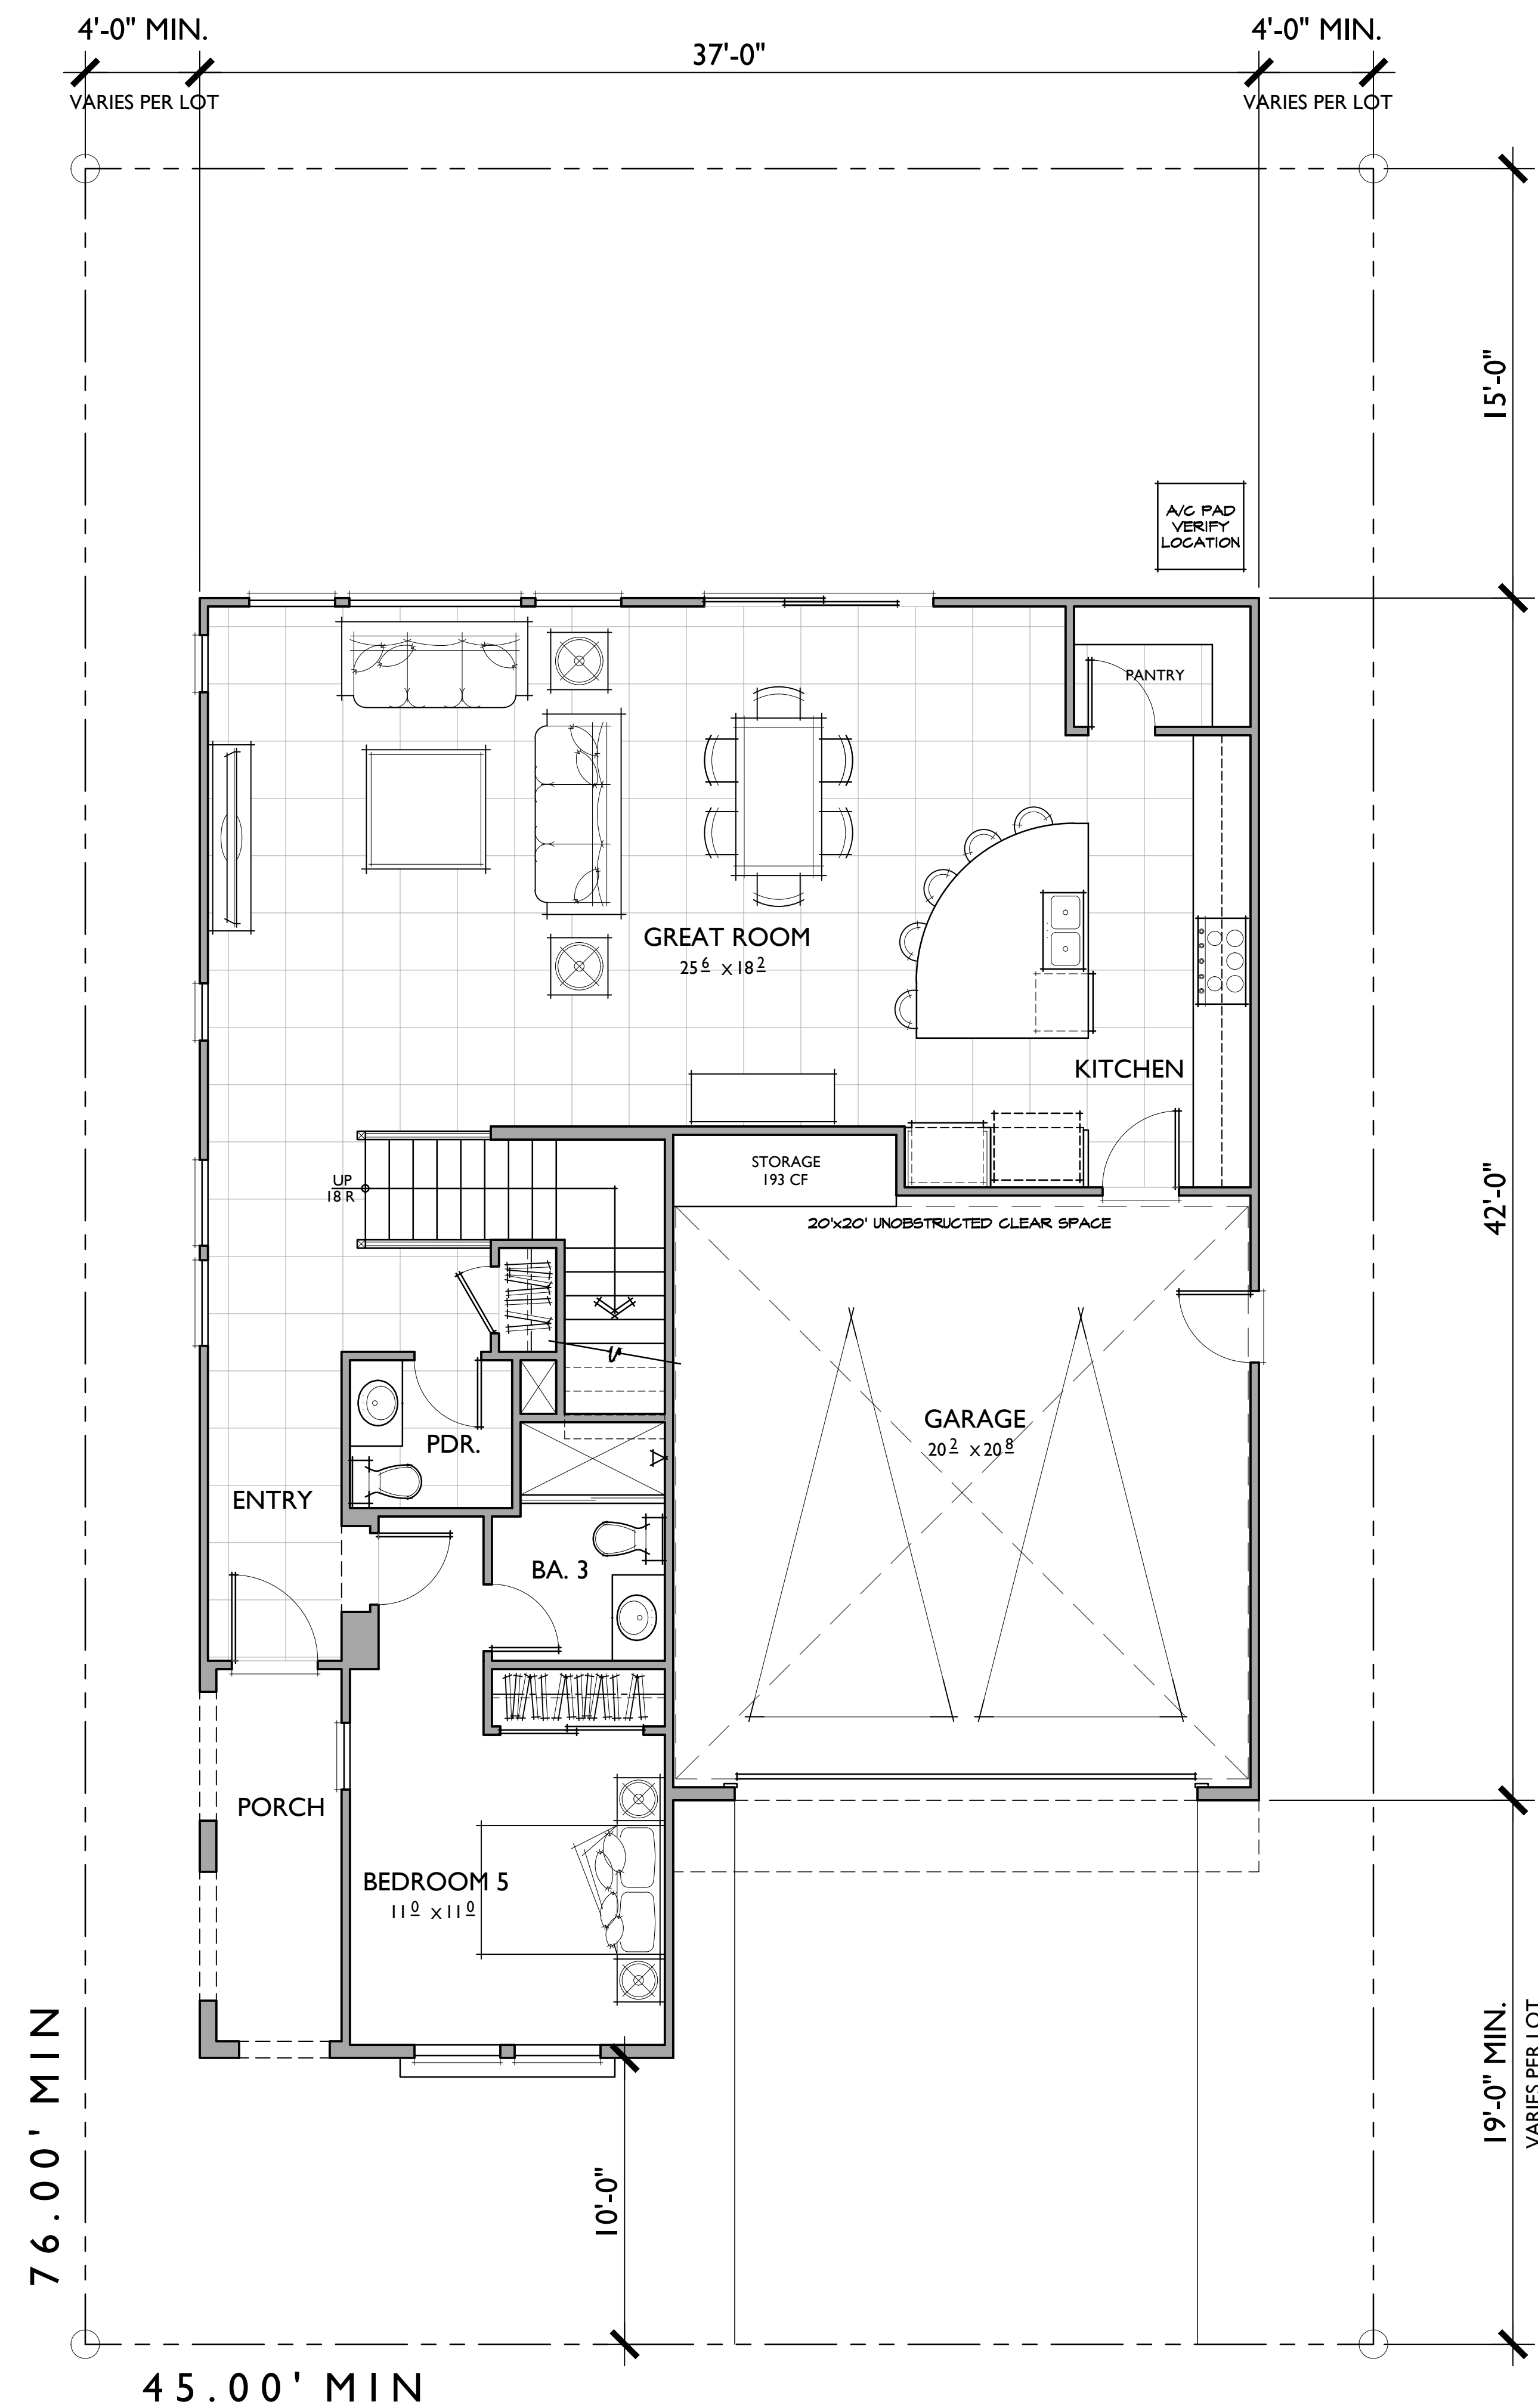 4'-0" MIN.
37'-0"
4'-0" MIN.
VARIES PER LOT
VARIES PER LOT
15'-0"
A/C PAD
VERIFY
LOCATION
PANTRY
GREAT ROOM
25 6 X 18 2
KITCHEN
STORAGE
193 CF
UP
18 R
20'x20' UNOBSTRUCTED CLEAR SPACE
42'-0"
GARAGE
20 2 X 20 8
PDR.
ENTRY
BA. 3
PORCH
BEDROOM 5
11 0 X 11 0
19'-0" MIN.
VARIES PER LOT
10'-0"
76.00' MIN
45.00' MIN